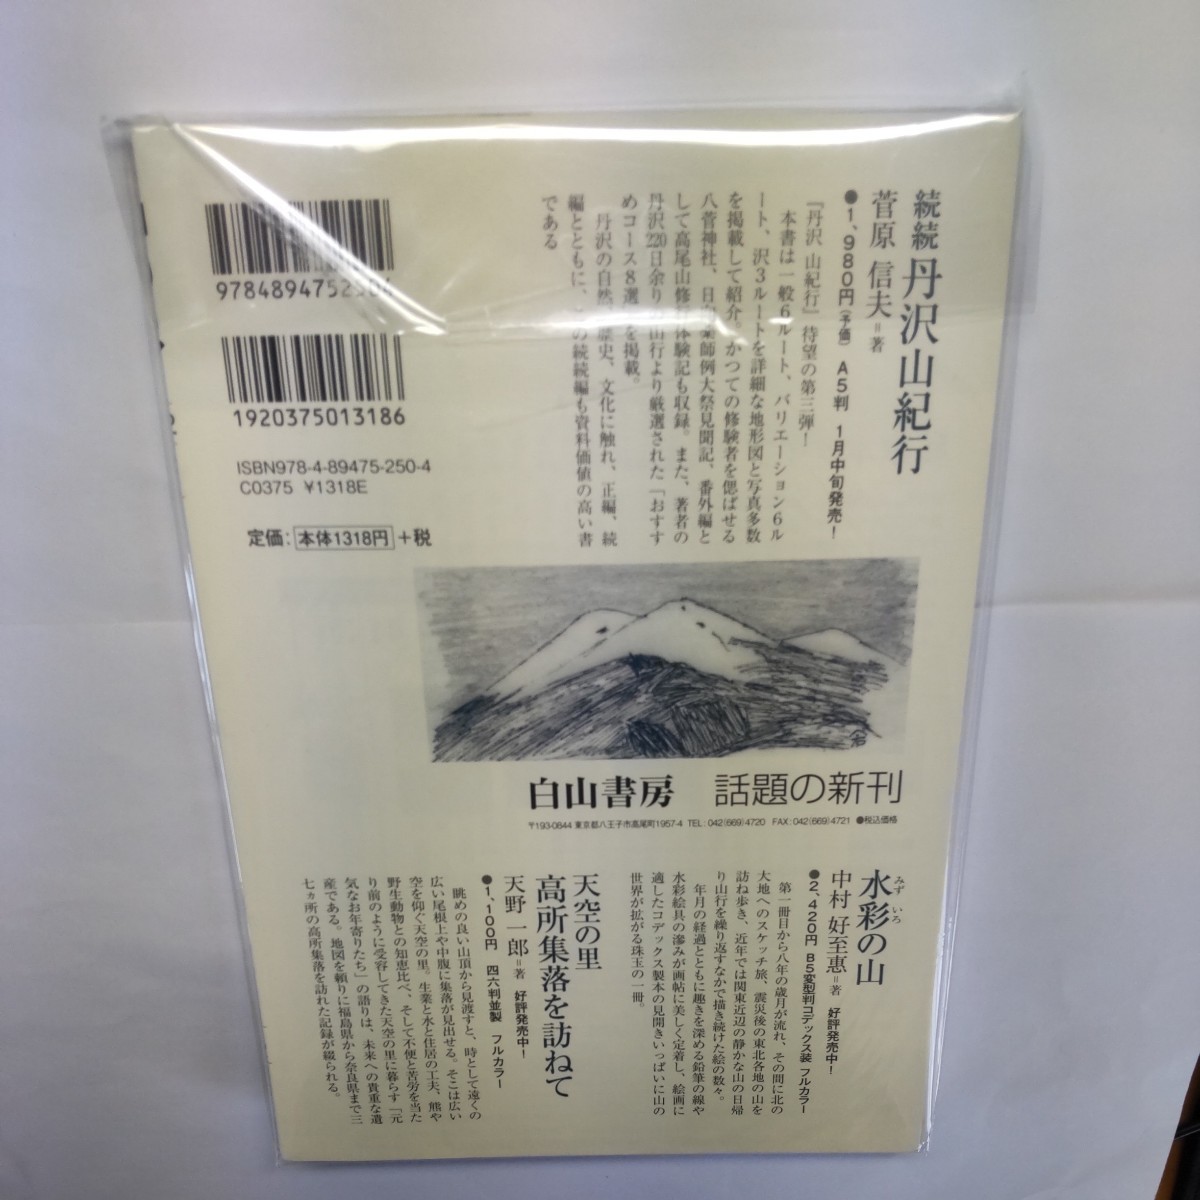 続続 丹沢山紀行
菅原 信夫＝著
●1,980円（予価） A5判 1月中旬発売！
『丹沢 山紀行』待望の第三弾！
本書は一般6ルート、バリエーション6ル
ート、沢3ルートを詳細な地形図と写真多数
を掲載して紹介。かつての修験者を偲ばせる
八菅神社、日向薬師例大祭見聞記、番外編と
して高尾山修行体験記も収録。また、著者の
丹沢220日余りの山行より厳選された「おすす
めコース8選」を掲載。
丹沢の自然、歴史、文化に触れ、正編、続
編とともに、この続続編も資料価値の高い書
である
9784894752504
1920375013186
ISBN978-4-89475-250-4
C0375 ¥1318E
定価：本体1318円＋税
白山書房 話題の新刊
〒193-0844 東京都八王子市高尾町1957-4 TEL：042(669)4720 FAX：042(669)4721 ●税込価格
みずいろ
水彩の山
中村 好至惠＝著 好評発売中！
●2,420円 B5変型判コデックス装 フルカラー
第一冊目から八年の歳月が流れ、その間に北の
大地へのスケッチ旅、震災後の東北各地の山を
訪ね歩き、近年では関東近辺の静かな山の日帰
り山行を繰り返すなかで描き続けた絵の数々。
年月の経過とともに趣きを深める鉛筆の線や
水彩絵具の滲みが画帖に美しく定着し、絵画に
適したコデックス製本の見開きいっぱいに山の
世界が拡がる珠玉の一冊。
天空の里
高所集落を訪ねて
天野 一郎＝著 好評発売中！
●1,100円 四六判並製 フルカラー
眺めの良い山頂から見渡すと、時として遠くの
広い尾根上や中腹に集落が見出せる。そこは広い
空を仰ぐ天空の里。生業と水と住居の工夫、熊や
野生動物との知恵比べ、そして不便と苦労を当た
り前のように受容してきた天空の里に暮らす「元
気なお年寄りたち」の語りは、未来への貴重な遺
産である。地図を頼りに福島県から奈良県まで三
七ヵ所の高所集落を訪れた記録が綴られる。